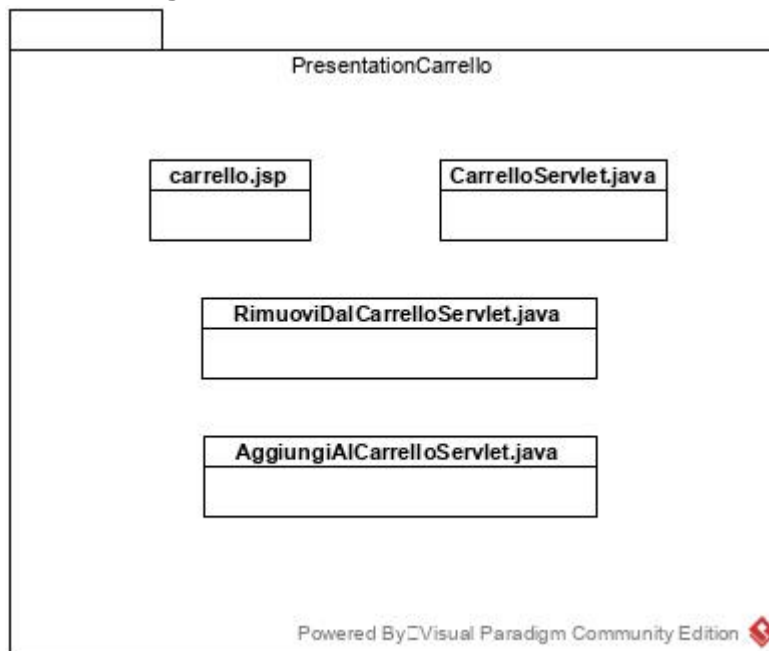 PresentationCarrello
carrello.jsp
CarrelloServlet.java
RimuoviDalCarrelloServlet.java
AggiungiAlCarrelloServlet.java
Powered By Visual Paradigm Community Edition